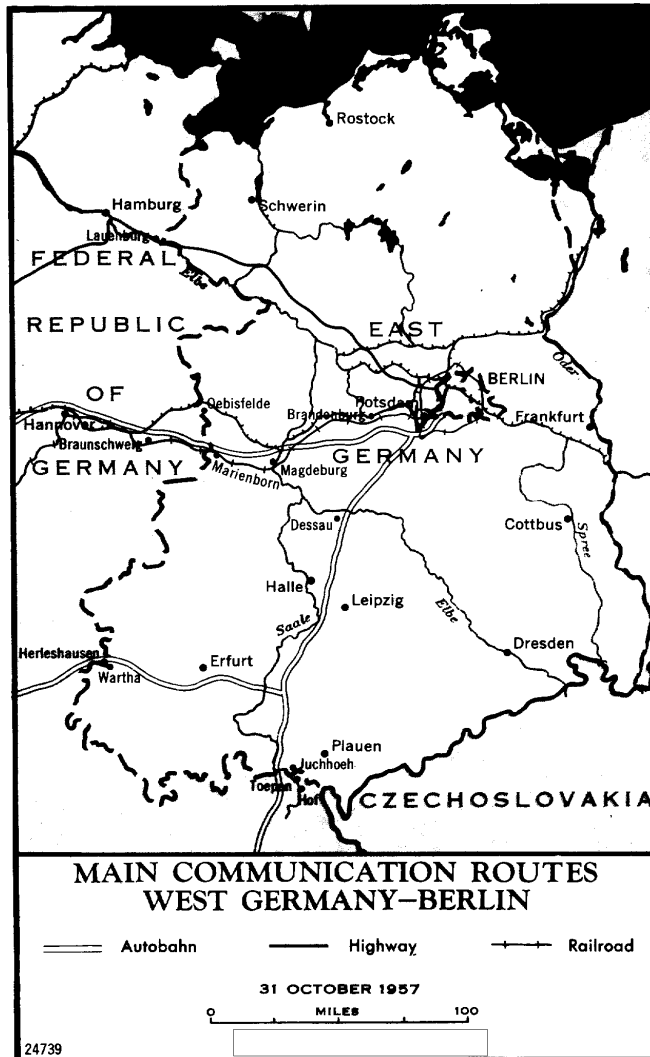 Rostock
Hamburg
Schwerin
Lauenburg
FEDERAL
Elbe
REPUBLIC
EAST
Oder
BERLIN
OF
Oebisfelde
Potsdam
Brandenburg
Frankfurt
Hannover
Braunschweig
GERMANY
Marienborn
Magdeburg
GERMANY
Dessau
Cottbus
Spree
Halle
Leipzig
Elbe
Saale
Herleshausen
Wartha
Erfurt
Dresden
Plauen
Juchhoeh
Toepen
Hof
CZECHOSLOVAKIA
MAIN COMMUNICATION ROUTES
WEST GERMANY–BERLIN
Autobahn Highway Railroad
31 OCTOBER 1957
MILES
0 100
24739